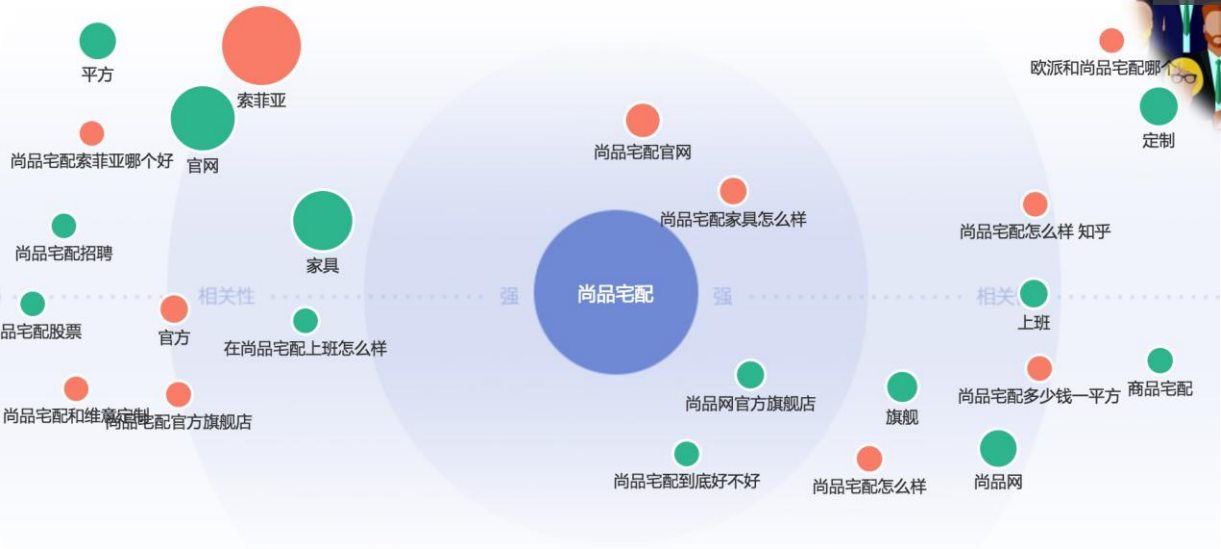 平方
索菲亚
欧派和尚品宅配哪个
定制
尚品宅配索菲亚哪个好
官网
尚品宅配官网
尚品宅配家具怎么样
尚品宅配怎么样 知乎
尚品宅配招聘
家具
相关性
强
尚品宅配
强
相关
上班
品宅配股票
官方
在尚品宅配上班怎么样
尚品宅配和维意定制
尚品宅配官方旗舰店
尚品网官方旗舰店
旗舰
尚品宅配多少钱一平方
商品宅配
尚品宅配到底好不好
尚品宅配怎么样
尚品网